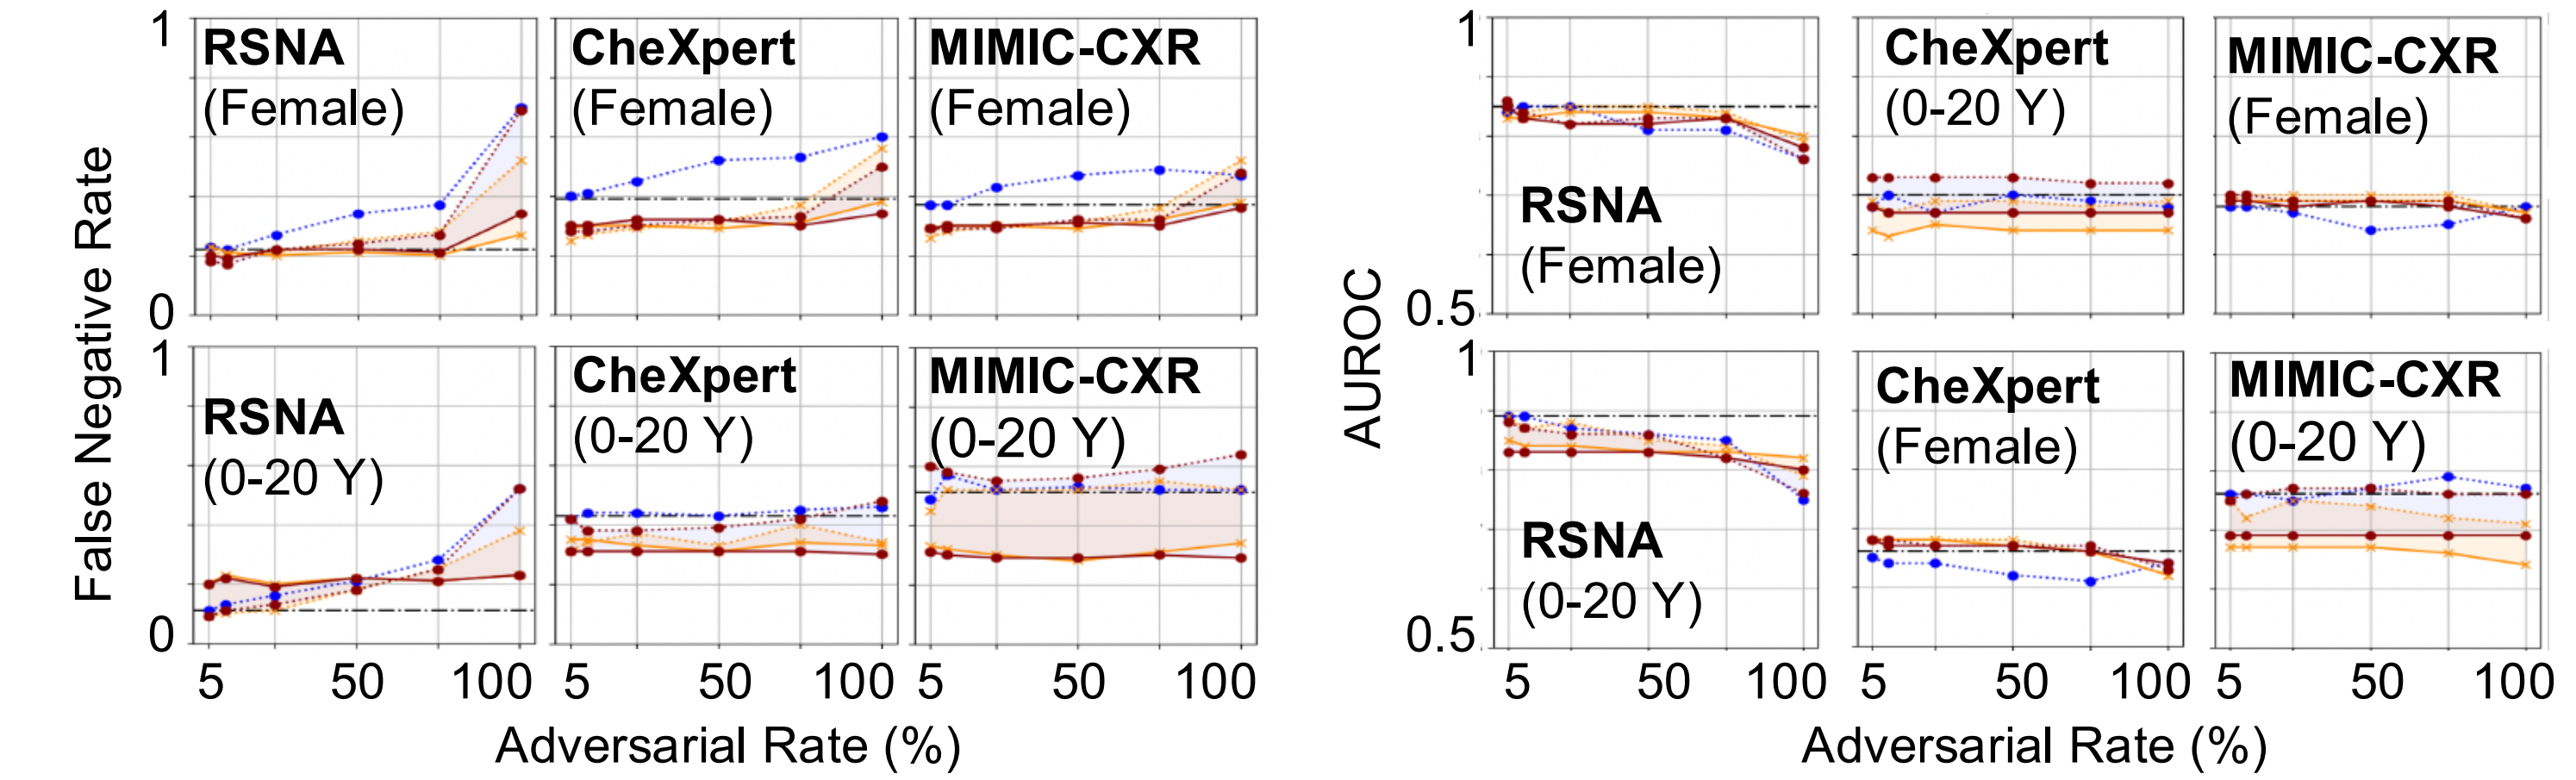 False Negative Rate
1
0
RSNA
(Female)
CheXpert
(Female)
MIMIC-CXR
(Female)
1
0
RSNA
(0-20 Y)
CheXpert
(0-20 Y)
MIMIC-CXR
(0-20 Y)
5 50 100 5 50 100 5 50 100
Adversarial Rate (%)
AUROC
1
0.5
RSNA
(Female)
CheXpert
(0-20 Y)
MIMIC-CXR
(Female)
1
0.5
RSNA
(0-20 Y)
CheXpert
(Female)
MIMIC-CXR
(0-20 Y)
5 50 100 5 50 100 5 50 100
Adversarial Rate (%)